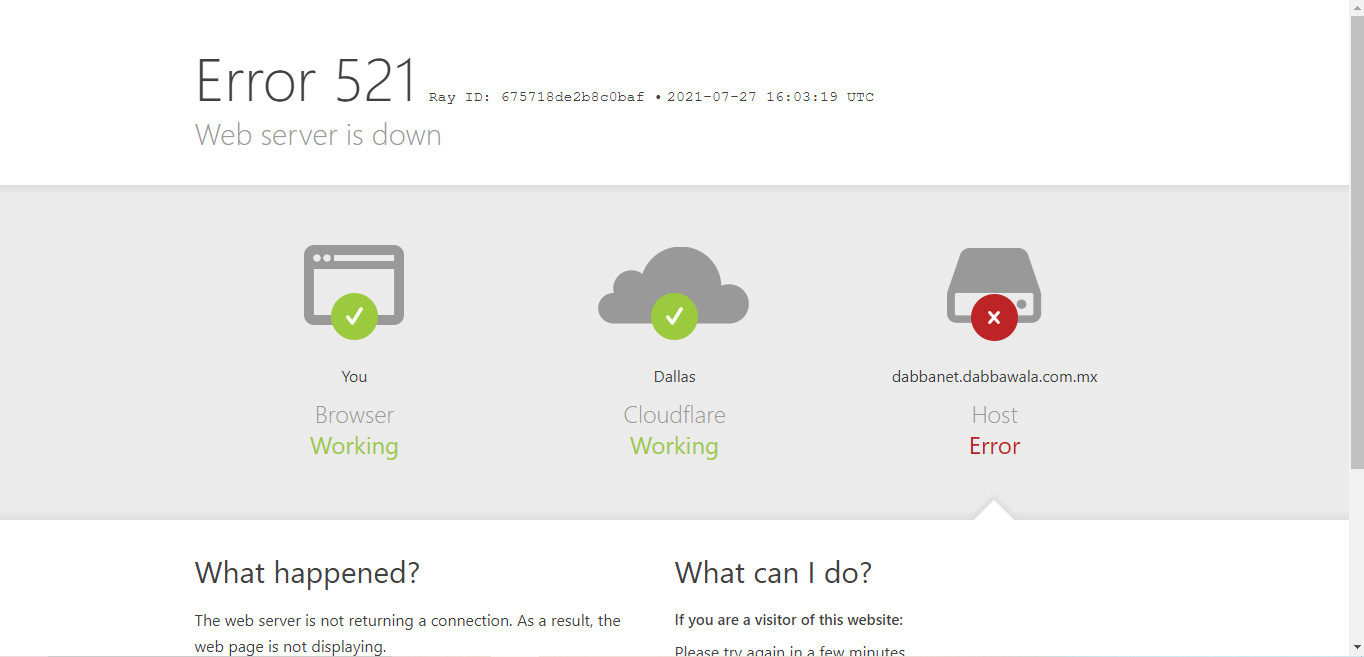 Error 521 Ray ID: 675718de2b8c0baf • 2021-07-27 16:03:19 UTC
Web server is down
You
Browser
Working
Dallas
Cloudflare
Working
dabbanet.dabbawala.com.mx
Host
Error
What happened?
The web server is not returning a connection. As a result, the
web page is not displaying.
What can I do?
If you are a visitor of this website:
Please try again in a few minutes.